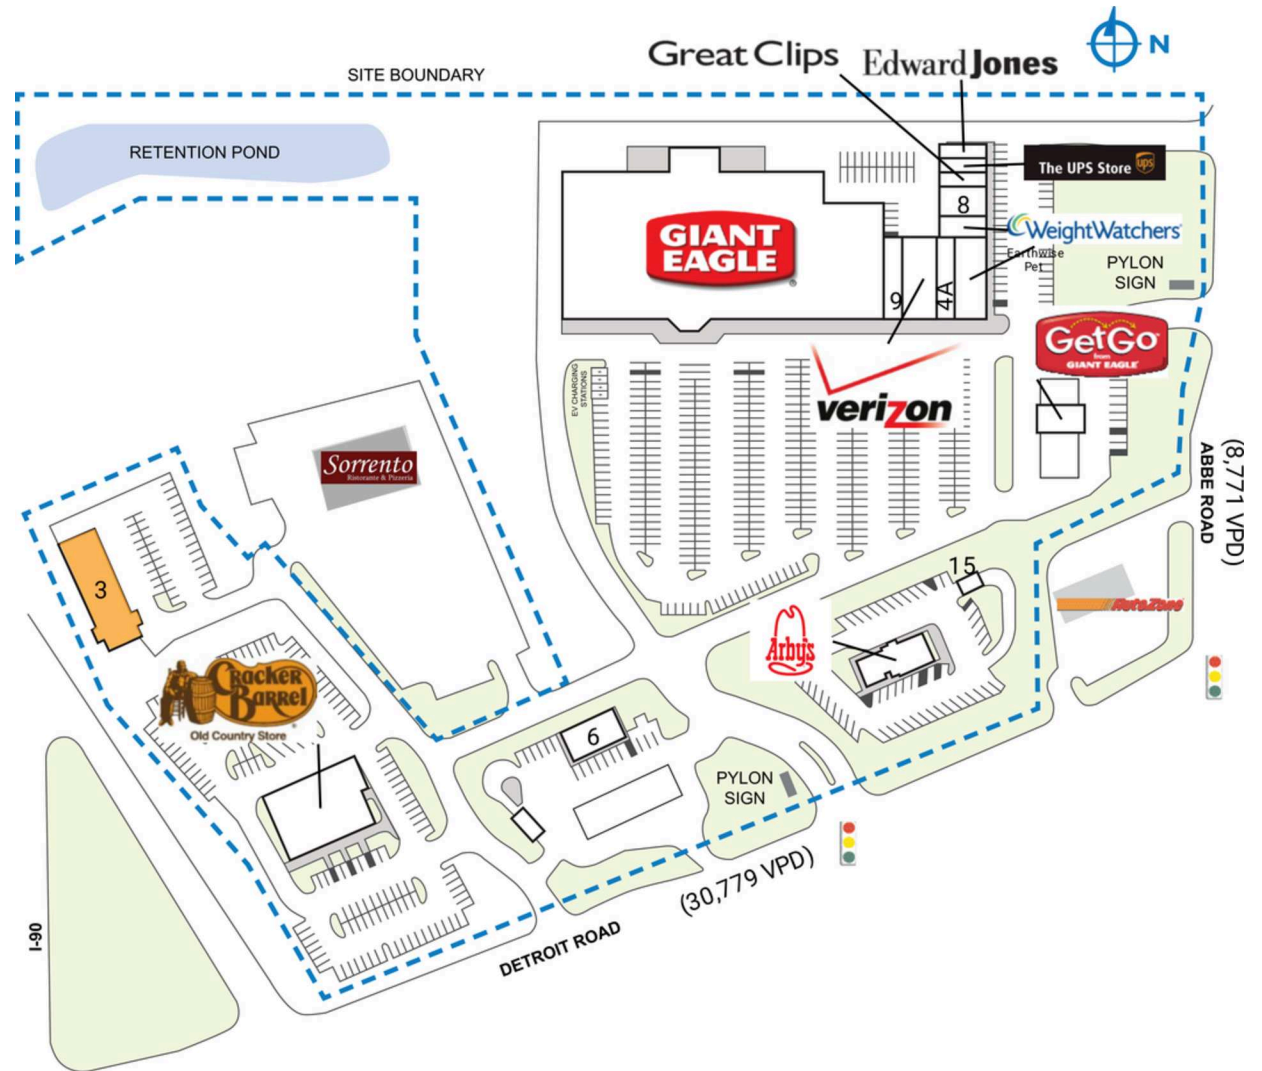 Great Clips
Edward Jones
N
SITE BOUNDARY
RETENTION POND
The UPS Store
ups
8
WeightWatchers
Earthwise
Pet
PYLON
SIGN
GIANT
EAGLE
9
4A
GetGo
from
GIANT EAGLE
EV CHARGING
STATIONS
verizon
ABBE ROAD
(8,771 VPD)
Sorrento
Ristorante & Pizzeria
3
15
AutoZone
Arby's
CRACKER
BARREL
Old Country Store
6
PYLON
SIGN
(30,779 VPD)
DETROIT ROAD
I-90